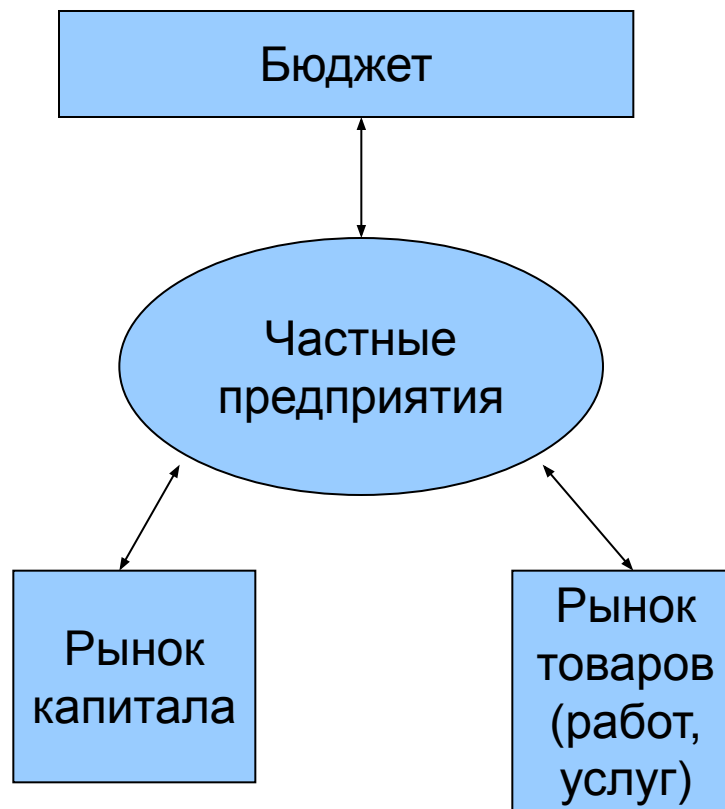 Бюджет
Частные
предприятия
Рынок
капитала
Рынок
товаров
(работ,
услуг)